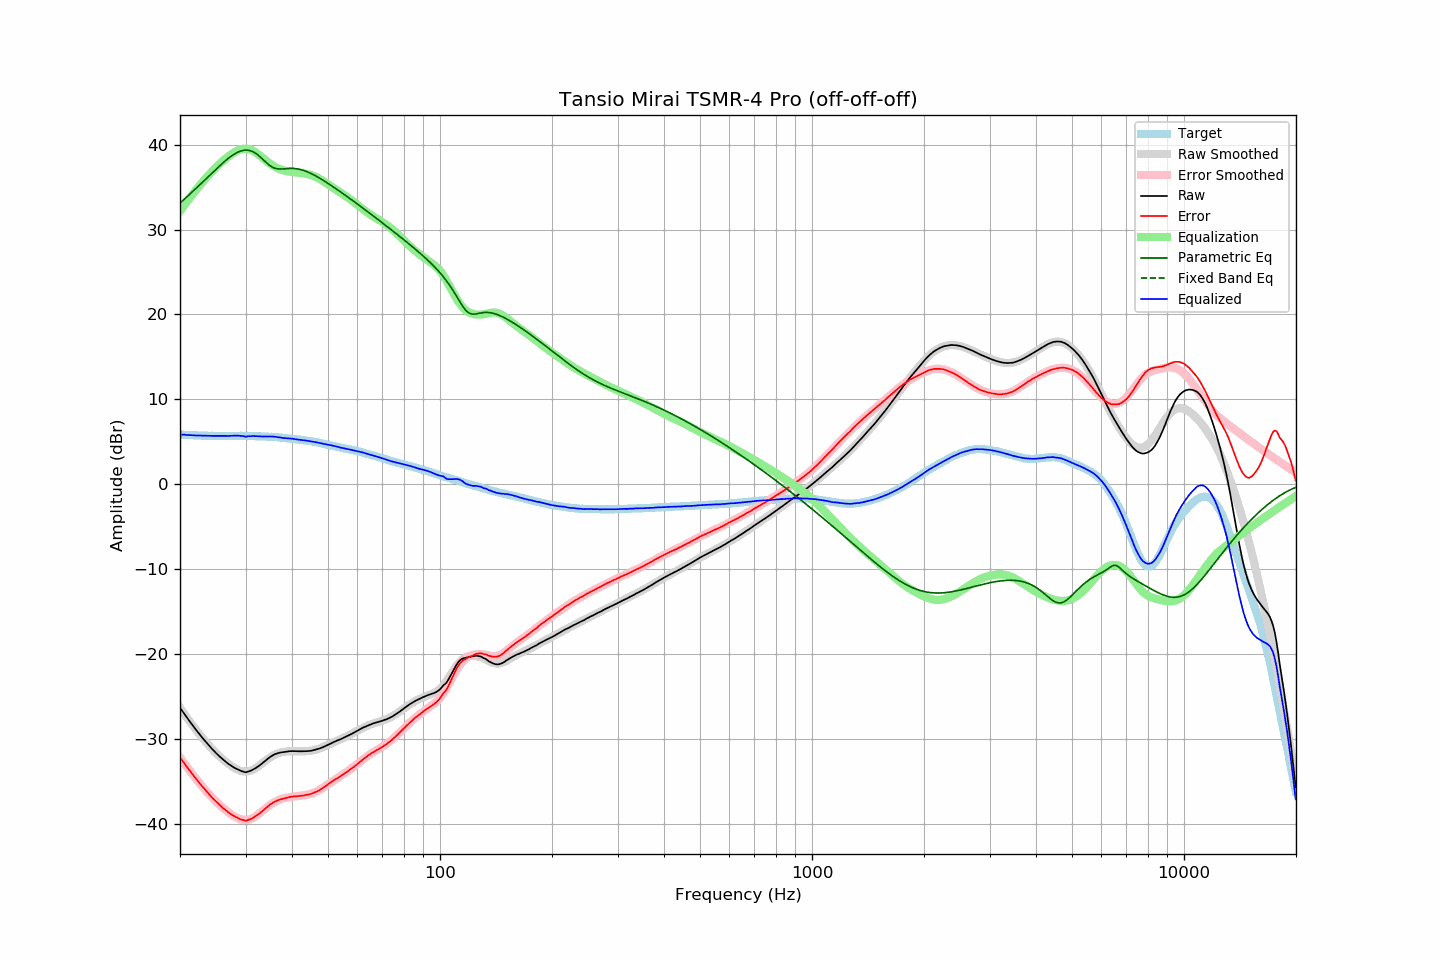 Tansio Mirai TSMR-4 Pro (off-off-off)
Target
Raw Smoothed
Error Smoothed
Raw
Error
Equalization
Parametric Eq
Fixed Band Eq
Equalized
Amplitude (dBr)
40
30
20
10
0
−10
−20
−30
−40
100
1000
10000
Frequency (Hz)